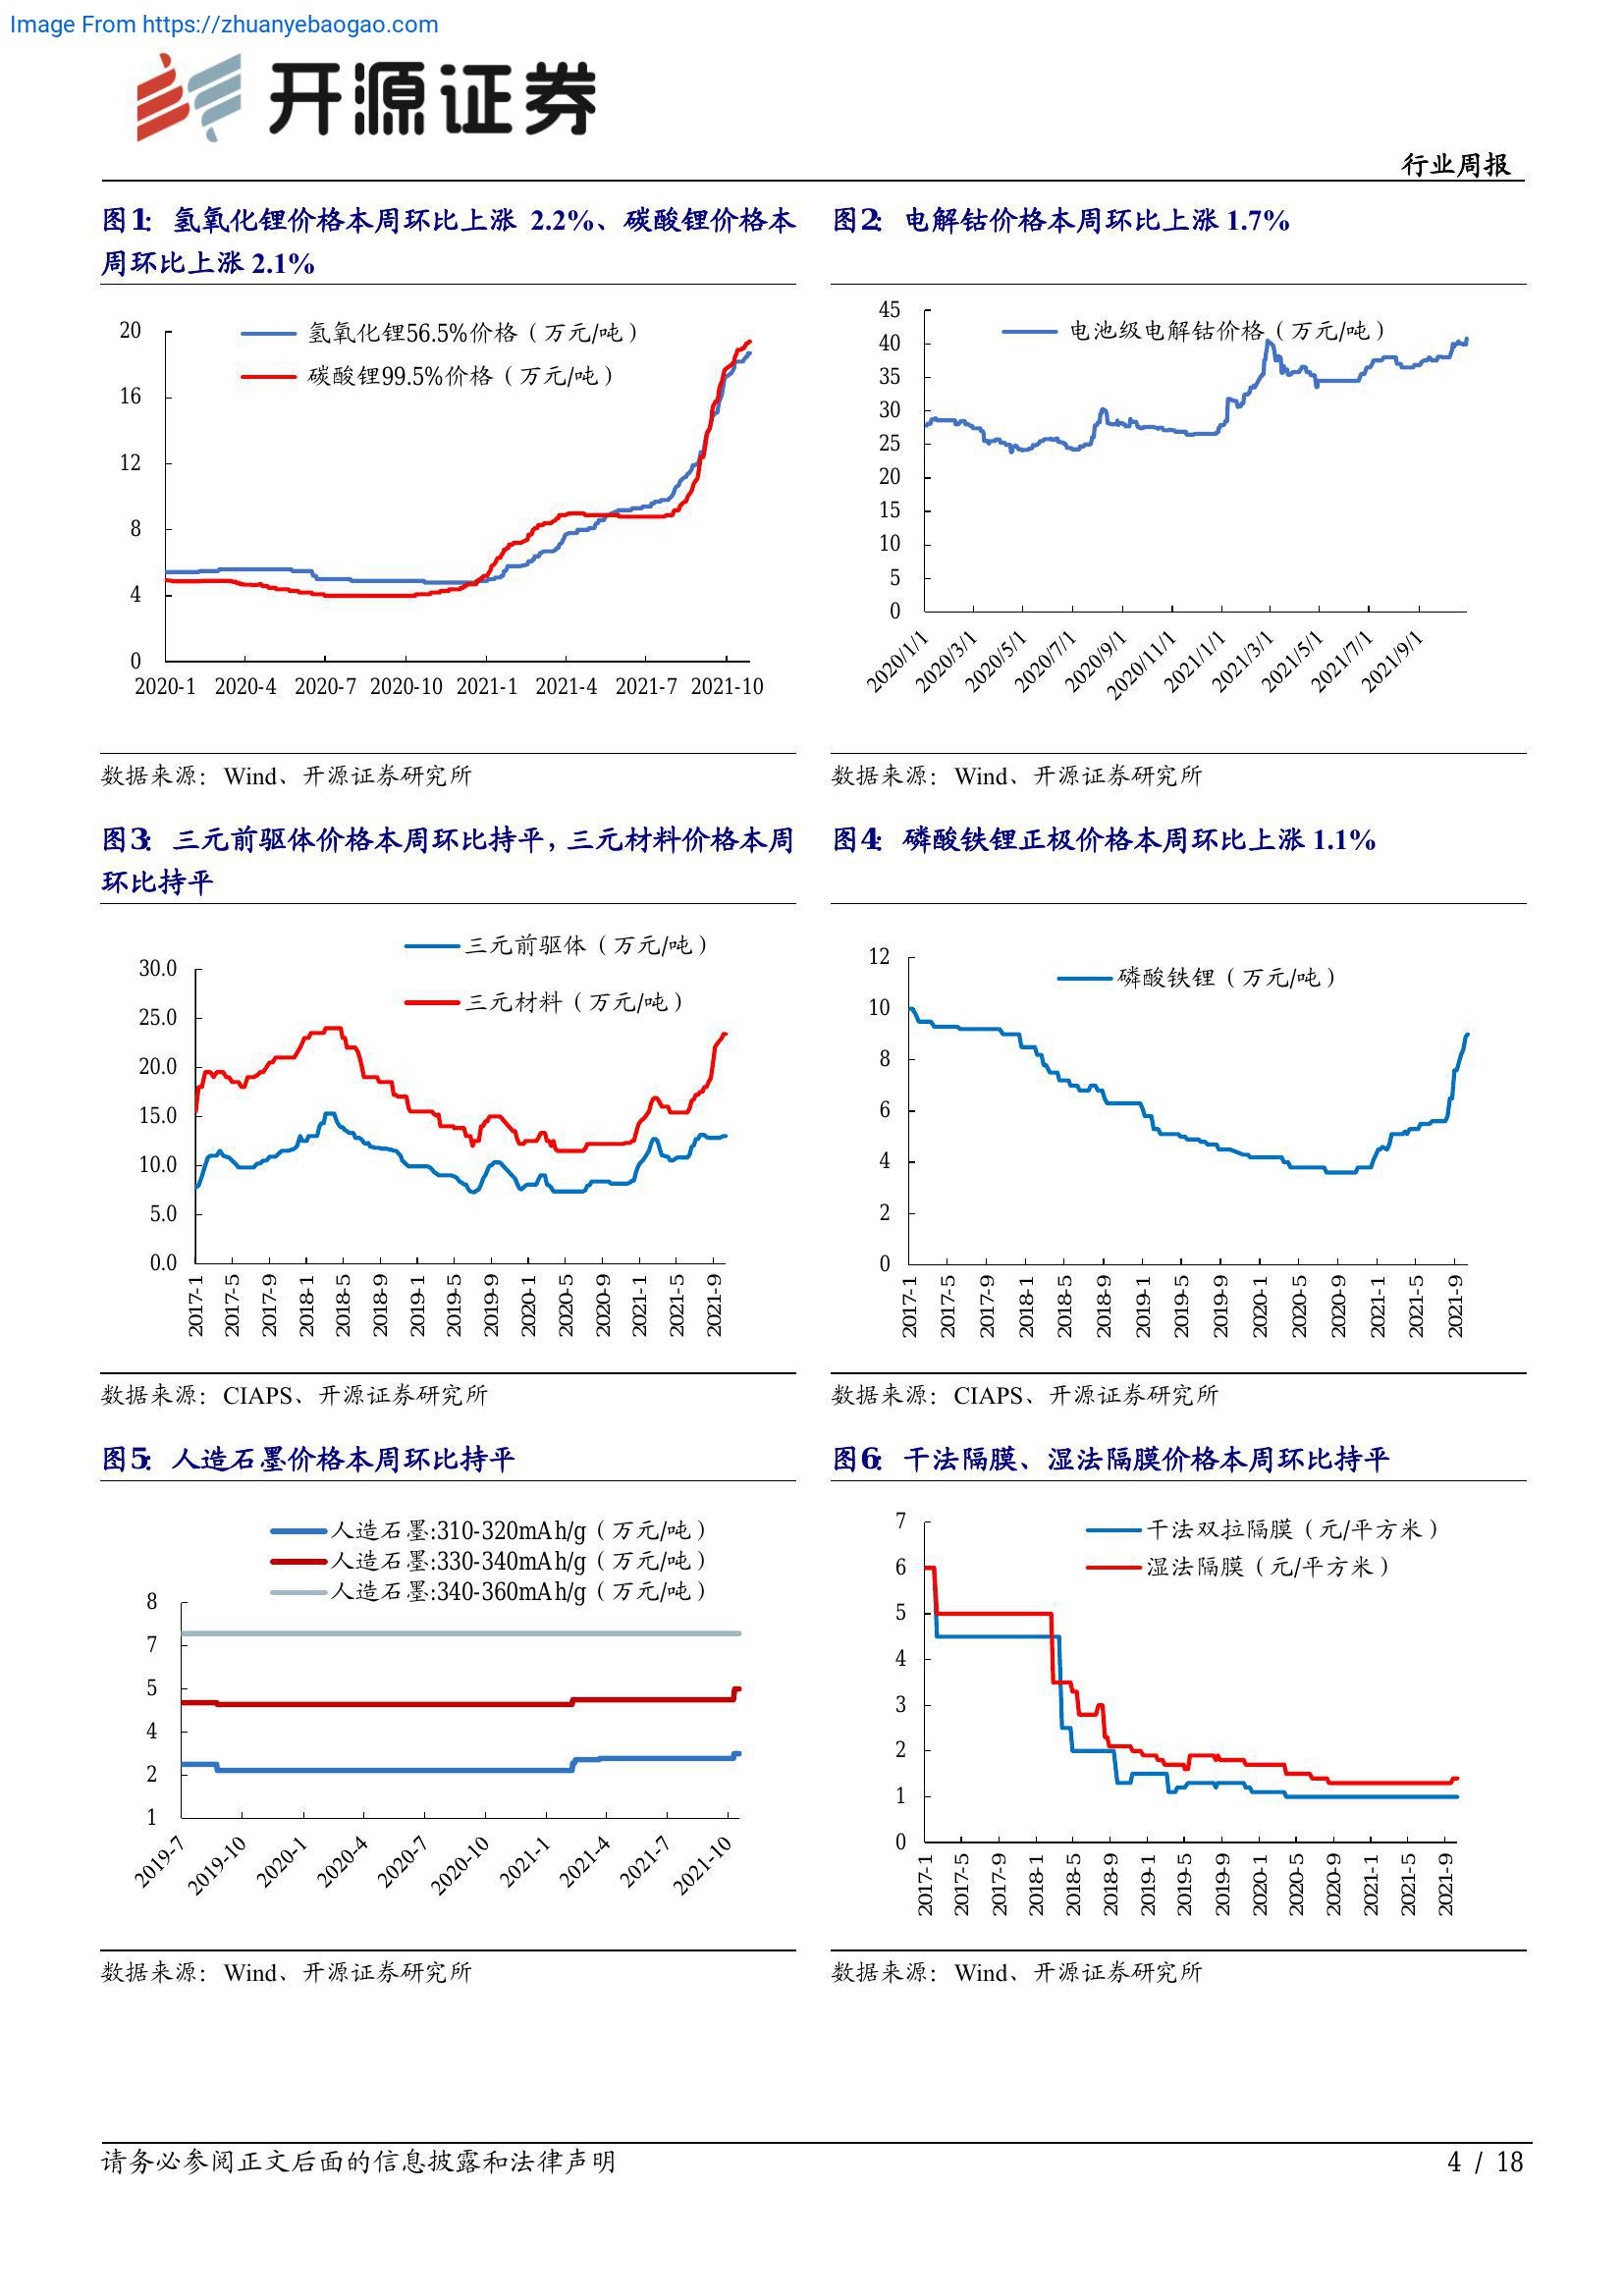 Image From https://zhuanyebaogao.com
开源证券
行业周报
图1：氢氧化锂价格本周环比上涨 2.2%、碳酸锂价格本
周环比上涨 2.1%
20
16
12
8
4
0
氢氧化锂56.5%价格（万元/吨）
碳酸锂99.5%价格（万元/吨）
2020-1 2020-4 2020-7 2020-10 2021-1 2021-4 2021-7 2021-10
数据来源：Wind、开源证券研究所
图2：电解钴价格本周环比上涨 1.7%
45
40
35
30
25
20
15
10
5
0
电池级电解钴价格（万元/吨）
2020/1/1 2020/3/1 2020/5/1 2020/7/1 2020/9/1 2020/11/1 2021/1/1 2021/3/1 2021/5/1 2021/7/1 2021/9/1
数据来源：Wind、开源证券研究所
图3：三元前驱体价格本周环比持平，三元材料价格本周
环比持平
三元前驱体（万元/吨）
三元材料（万元/吨）
30.0
25.0
20.0
15.0
10.0
5.0
0.0
2017-1 2017-5 2017-9 2018-1 2018-5 2018-9 2019-1 2019-5 2019-9 2020-1 2020-5 2020-9 2021-1 2021-5 2021-9
数据来源：CIAPS、开源证券研究所
图4：磷酸铁锂正极价格本周环比上涨 1.1%
12
10
8
6
4
2
0
磷酸铁锂（万元/吨）
2017-1 2017-5 2017-9 2018-1 2018-5 2018-9 2019-1 2019-5 2019-9 2020-1 2020-5 2020-9 2021-1 2021-5 2021-9
数据来源：CIAPS、开源证券研究所
图5：人造石墨价格本周环比持平
人造石墨:310-320mAh/g（万元/吨）
人造石墨:330-340mAh/g（万元/吨）
人造石墨:340-360mAh/g（万元/吨）
8
7
5
4
2
1
2019-7 2019-10 2020-1 2020-4 2020-7 2020-10 2021-1 2021-4 2021-7 2021-10
数据来源：Wind、开源证券研究所
图6：干法隔膜、湿法隔膜价格本周环比持平
7
6
5
4
3
2
1
0
干法双拉隔膜（元/平方米）
湿法隔膜（元/平方米）
2017-1 2017-5 2017-9 2018-1 2018-5 2018-9 2019-1 2019-5 2019-9 2020-1 2020-5 2020-9 2021-1 2021-5 2021-9
数据来源：Wind、开源证券研究所
请务必参阅正文后面的信息披露和法律声明
4 / 18